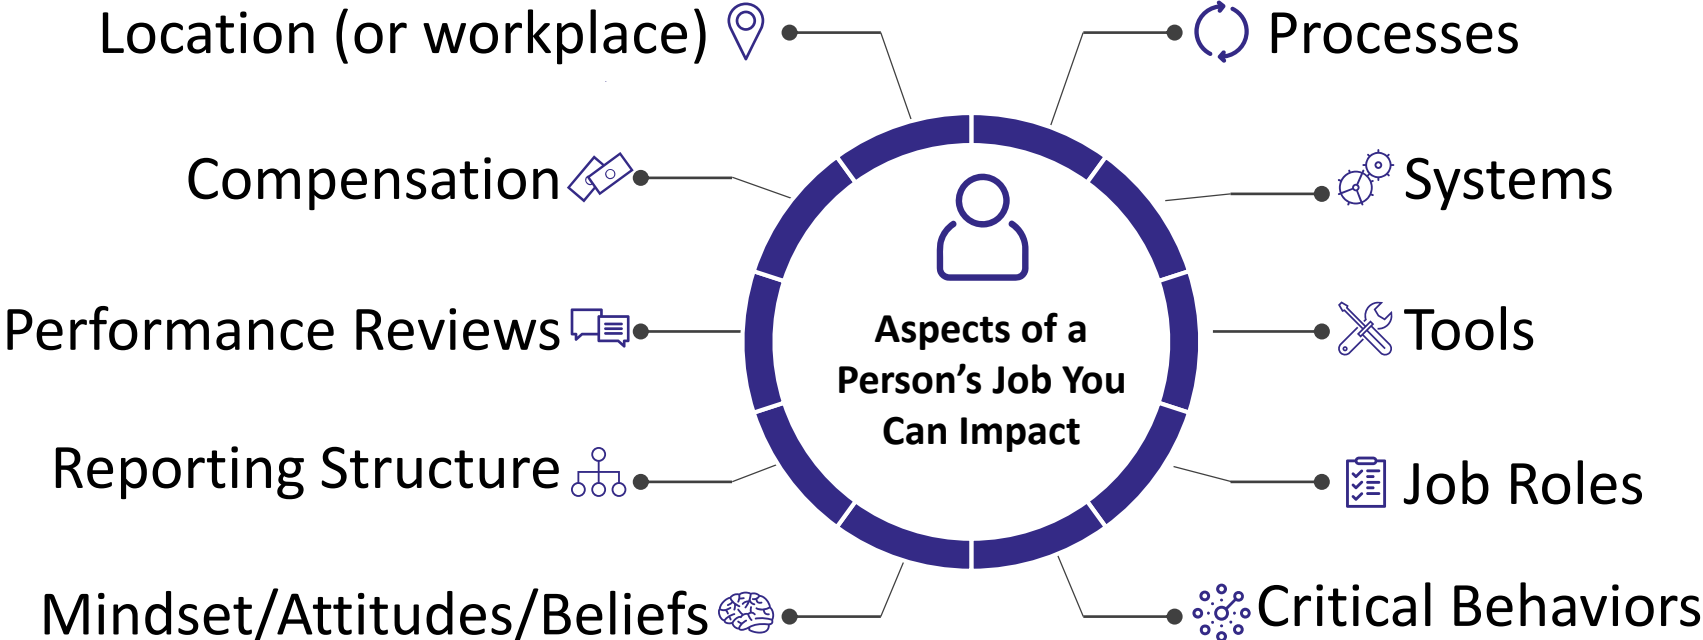 Location (or workplace)
Processes
Compensation
Systems
Performance Reviews
Tools
Aspects of a
Person's Job You
Can Impact
Reporting Structure
Job Roles
Mindset/Attitudes/Beliefs
Critical Behaviors